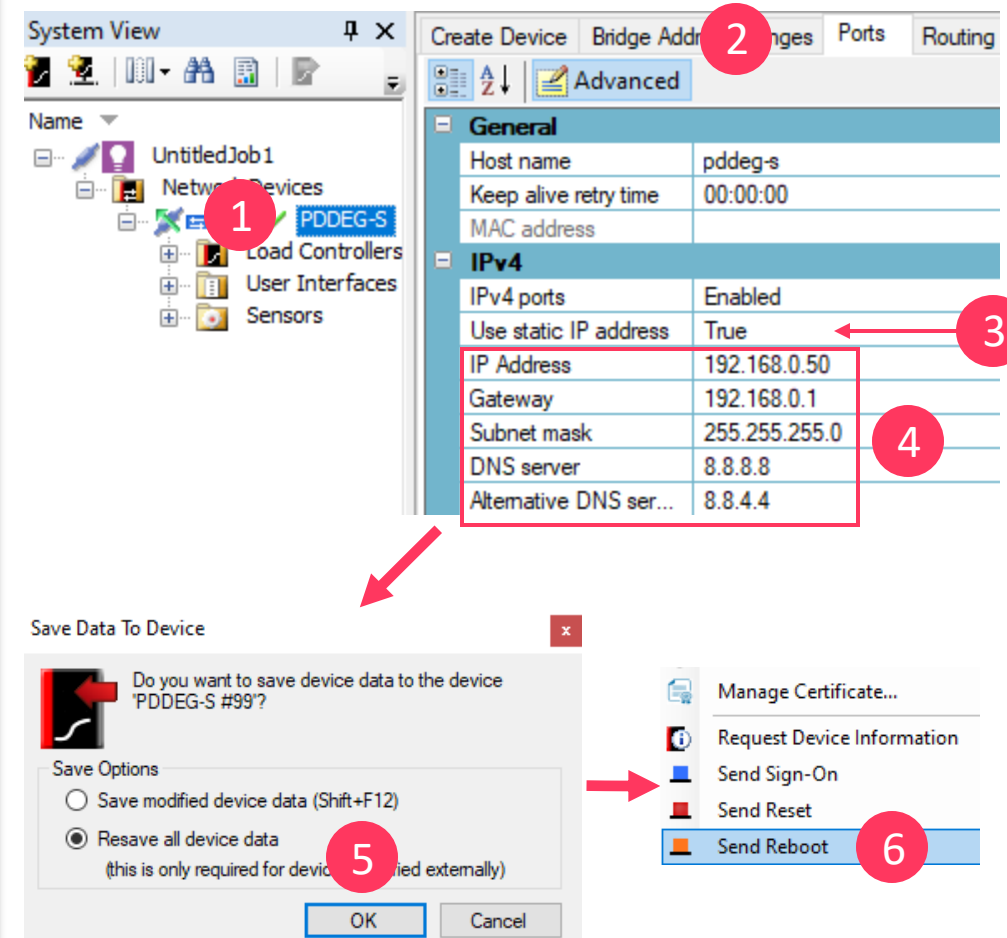 System View
Name
UntitledJob1
Network Devices
1
PDDEG-S
Load Controllers
User Interfaces
Sensors
Create Device
Bridge
2
Ports
Routing
Advanced
General
Host name pddeg-s
Keep alive retry time 00:00:00
MAC address
IPv4
IPv4 ports Enabled
Use static IP address True
3
IP Address 192.168.0.50
Gateway 192.168.0.1
Subnet mask 255.255.255.0
DNS server 8.8.8.8
Alternative DNS ser... 8.8.4.4
4
Save Data To Device
Do you want to save device data to the device
'PDDEG-S #99'?
Save Options
Save modified device data (Shift+F12)
Resave all device data
(this is only required for externally)
5
OK
Cancel
Manage Certificate...
Request Device Information
Send Sign-On
Send Reset
Send Reboot
6